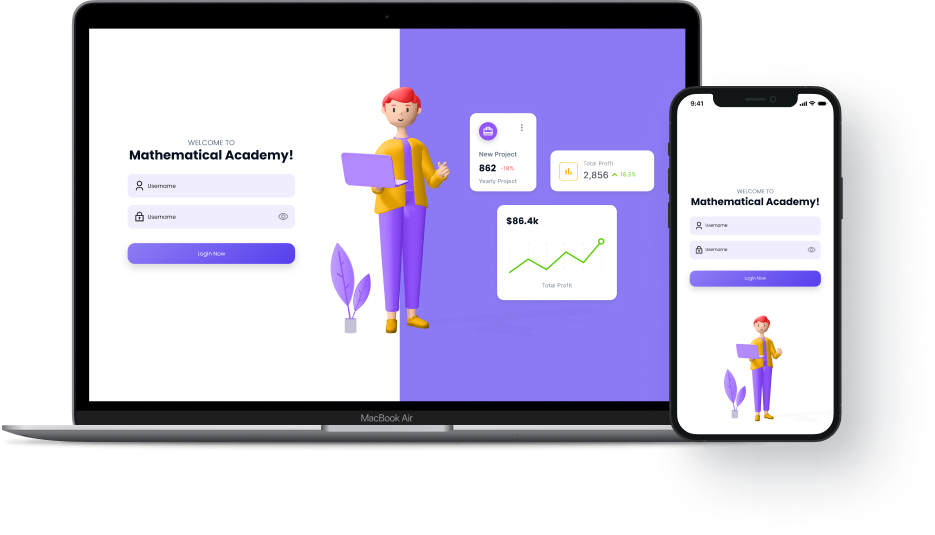 WELCOME TO
Mathematical Academy!
Username
Username
Login Now
New Project
862 -18%
Yearly Project
Total Profit
2,856 18.2%
$86.4k
Total Profit
MacBook Air
9:41
WELCOME TO
Mathematical Academy!
Username
Username
Login Now